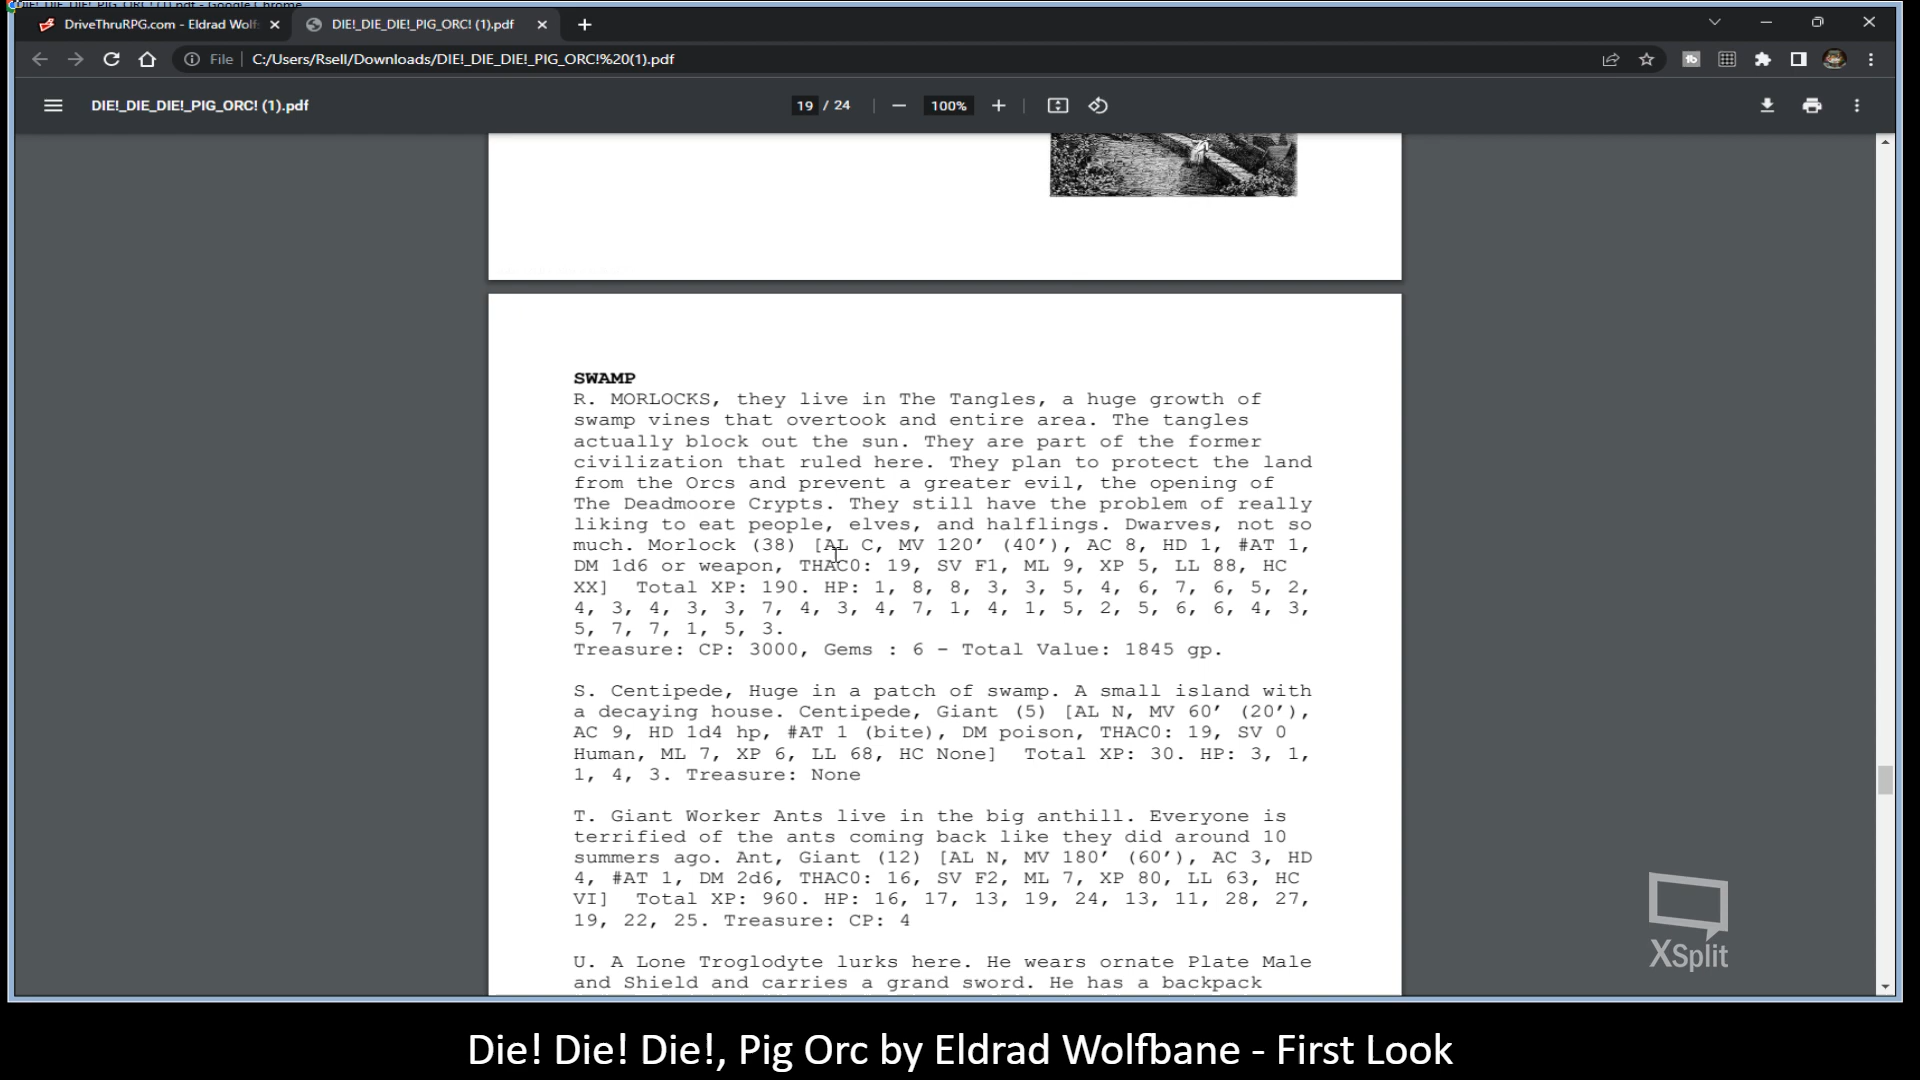 DriveThruRPG.com - Eldrad Wolf
DIE!_DIE_DIE!_PIG_ORC! (1).pdf
File
C:/Users/Rsell/Downloads/DIE!_DIE_DIE!_PIG_ORC!%20(1).pdf
DIE!_DIE_DIE!_PIG_ORC! (1).pdf
19 / 24
100%
SWAMP
R. MORLOCKS, they live in The Tangles, a huge growth of
swamp vines that overtook and entire area. The tangles
actually block out the sun. They are part of the former
civilization that ruled here. They plan to protect the land
from the Orcs and prevent a greater evil, the opening of
The Deadmoore Crypts. They still have the problem of really
liking to eat people, elves, and halflings. Dwarves, not so
much. Morlock (38) [AL C, MV 120’ (40’), AC 8, HD 1, #AT 1,
DM 1d6 or weapon, THAC0: 19, SV F1, ML 9, XP 5, LL 88, HC
XX] Total XP: 190. HP: 1, 8, 8, 3, 3, 5, 4, 6, 7, 6, 5, 2,
4, 3, 4, 3, 3, 7, 4, 3, 4, 7, 1, 4, 1, 5, 2, 5, 6, 6, 4, 3,
5, 7, 7, 1, 5, 3.
Treasure: CP: 3000, Gems : 6 - Total Value: 1845 gp.
S. Centipede, Huge in a patch of swamp. A small island with
a decaying house. Centipede, Giant (5) [AL N, MV 60’ (20’),
AC 9, HD 1d4 hp, #AT 1 (bite), DM poison, THAC0: 19, SV 0
Human, ML 7, XP 6, LL 68, HC None] Total XP: 30. HP: 3, 1,
1, 4, 3. Treasure: None
T. Giant Worker Ants live in the big anthill. Everyone is
terrified of the ants coming back like they did around 10
summers ago. Ant, Giant (12) [AL N, MV 180’ (60’), AC 3, HD
4, #AT 1, DM 2d6, THAC0: 16, SV F2, ML 7, XP 80, LL 63, HC
VI] Total XP: 960. HP: 16, 17, 13, 19, 24, 13, 11, 28, 27,
19, 22, 25. Treasure: CP: 4
U. A Lone Troglodyte lurks here. He wears ornate Plate Male
and Shield and carries a grand sword. He has a backpack
XSplit
Die! Die! Die!, Pig Orc by Eldrad Wolfbane - First Look